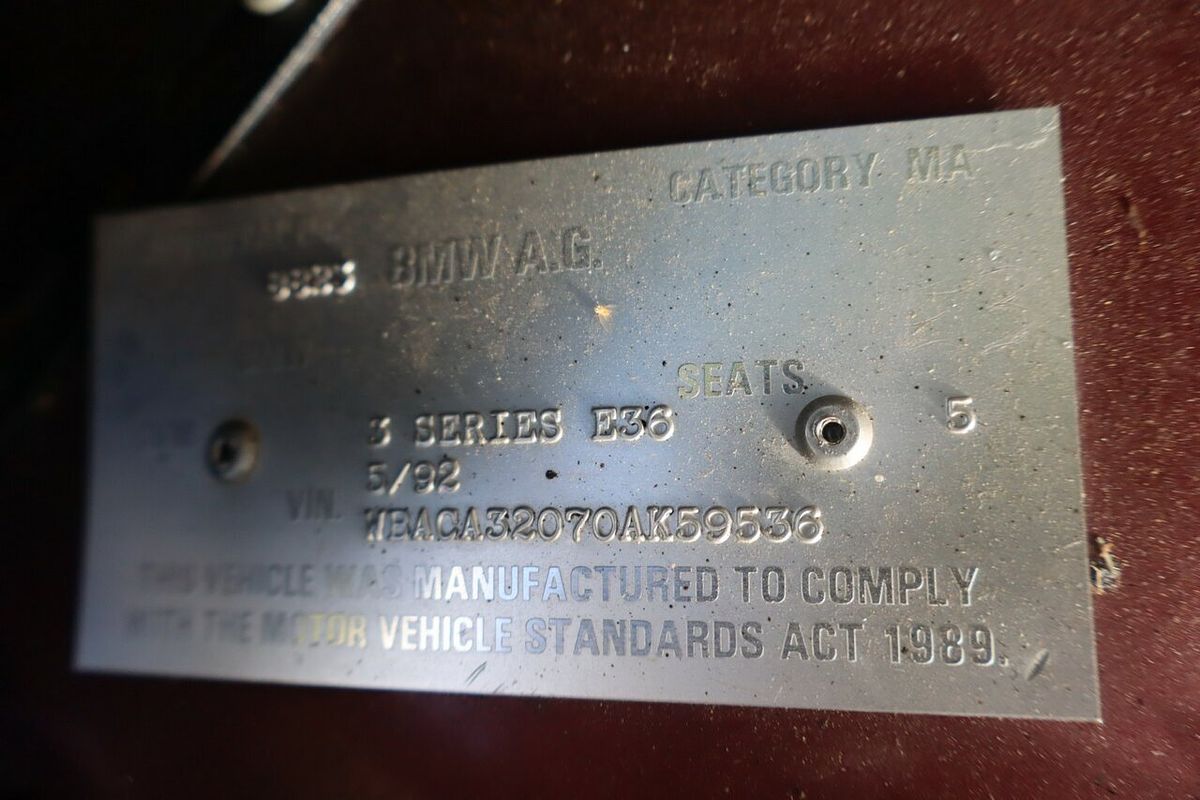 CATEGORY MA
BMW A.G.
SEATS
3 SERIES E36 5
5/92
VIN. WBACA32070AK59536
THIS VEHICLE WAS MANUFACTURED TO COMPLY
WITH THE MOTOR VEHICLE STANDARDS ACT 1989.